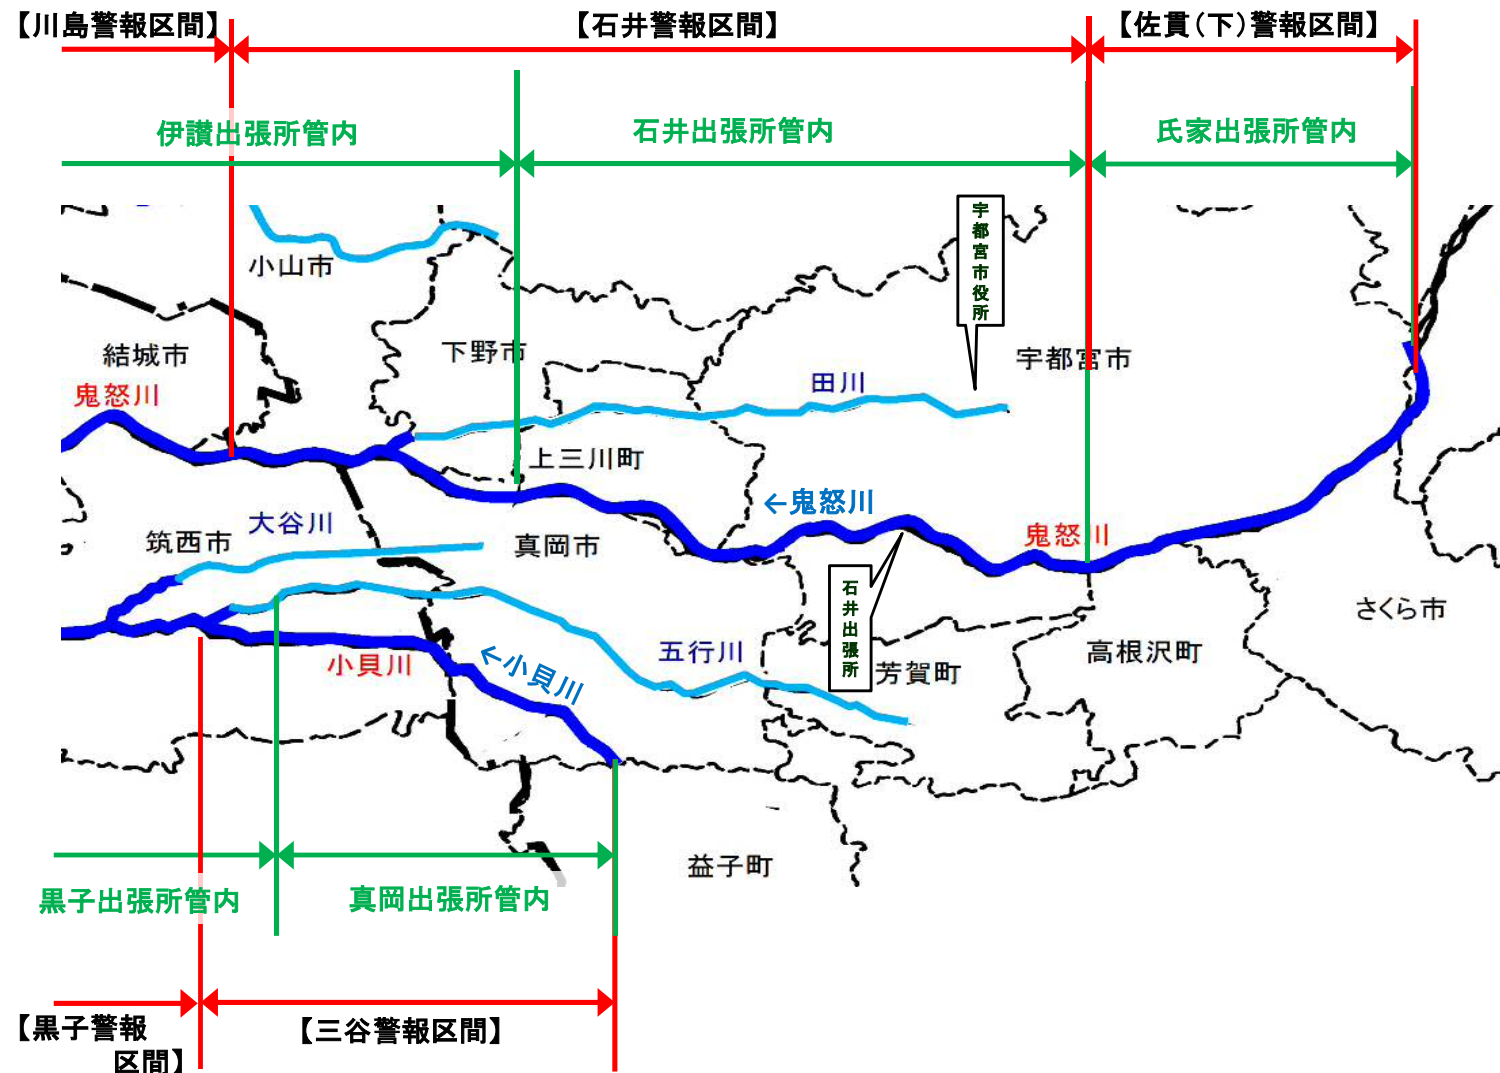 【川島警報区間】
【石井警報区間】
【佐貫（下）警報区間】
伊讃出張所管内
石井出張所管内
氏家出張所管内
宇都宮市役所
小山市
結城市
下野市
宇都宮市
鬼怒川
田川
上三川町
←鬼怒川
大谷川
筑西市
真岡市
鬼怒川
石井出張所
さくら市
小貝川
←小貝川
五行川
芳賀町
高根沢町
益子町
黒子出張所管内
真岡出張所管内
【黒子警報
区間】
【三谷警報区間】